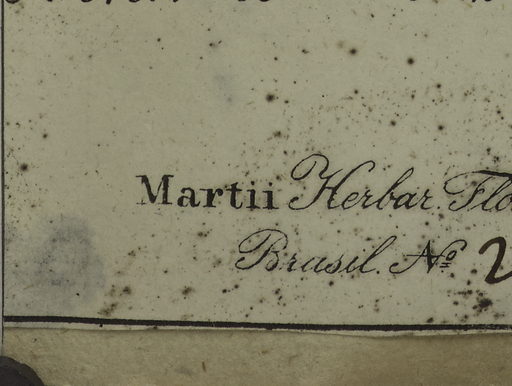 Martii Herbar. Flo
Brasil. Nº 2